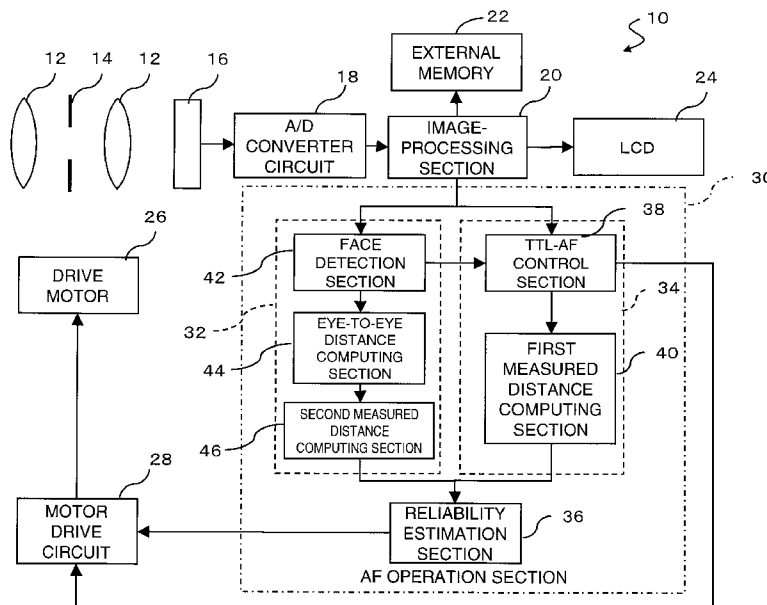 22
10
12
14
12
16
EXTERNAL
MEMORY
18
20
24
A/D
CONVERTER
CIRCUIT
IMAGE-
PROCESSING
SECTION
LCD
30
26
38
DRIVE
MOTOR
42
FACE
DETECTION
SECTION
TTL-AF
CONTROL
SECTION
34
32
EYE-TO-EYE
DISTANCE
COMPUTING
SECTION
44
FIRST
MEASURED
DISTANCE
COMPUTING
SECTION
40
SECOND MEASURED
DISTANCE
COMPUTING SECTION
46
28
MOTOR
DRIVE
CIRCUIT
RELIABILITY
ESTIMATION
SECTION
36
AF OPERATION SECTION